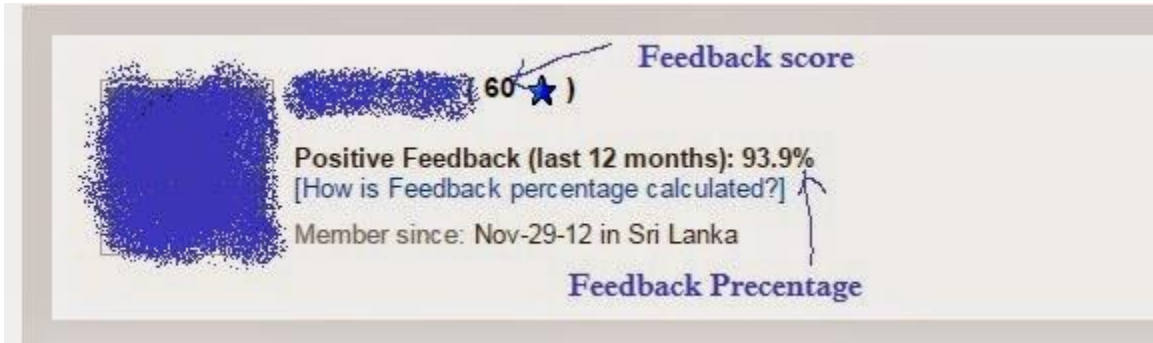 Feedback score
( 60 )
Positive Feedback (last 12 months): 93.9%
[How is Feedback percentage calculated?]
Member since: Nov-29-12 in Sri Lanka
Feedback Precentage